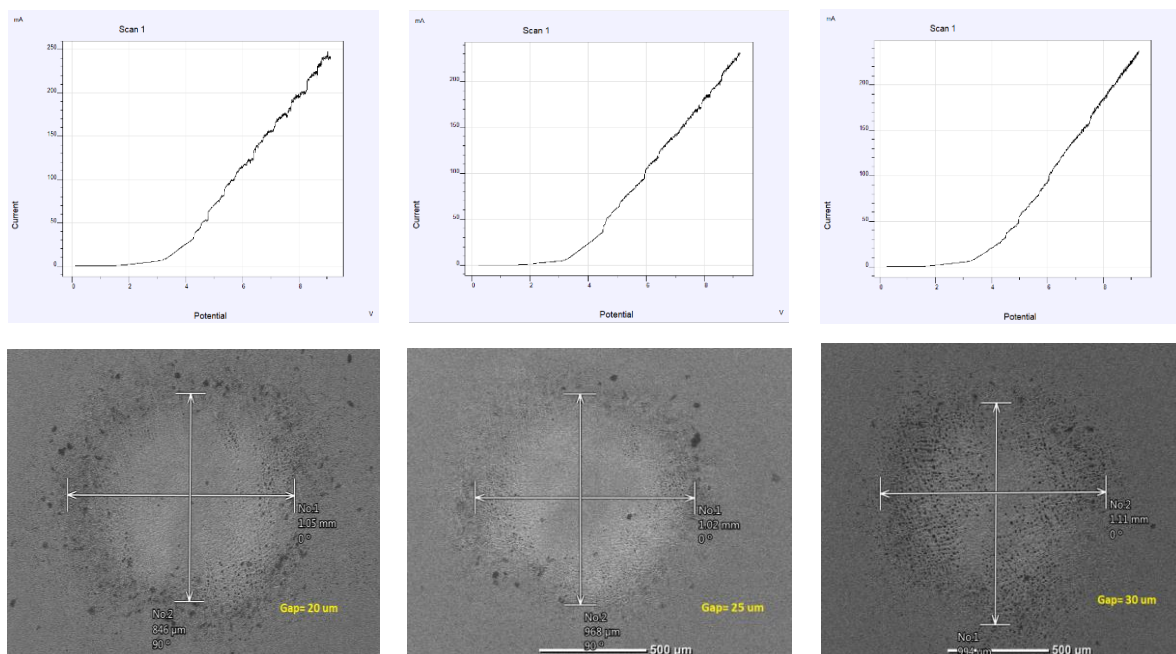 mA
Scan 1
250
200
150
100
50
0
Current
0 2 4 6 8
Potential V
mA
Scan 1
200
150
100
50
0
Current
0 2 4 6 8
Potential V
mA
Scan 1
200
150
100
50
0
Current
0 2 4 6 8
Potential V
No.1
1.05 mm
0 °
No.2
846 µm
90 °
Gap= 20 um
No.1
1.02 mm
0 °
No.2
968 µm
90 °
Gap= 25 um
500 µm
No.2
1.11 mm
0 °
No.1
994 µm
Gap= 30 um
500 µm